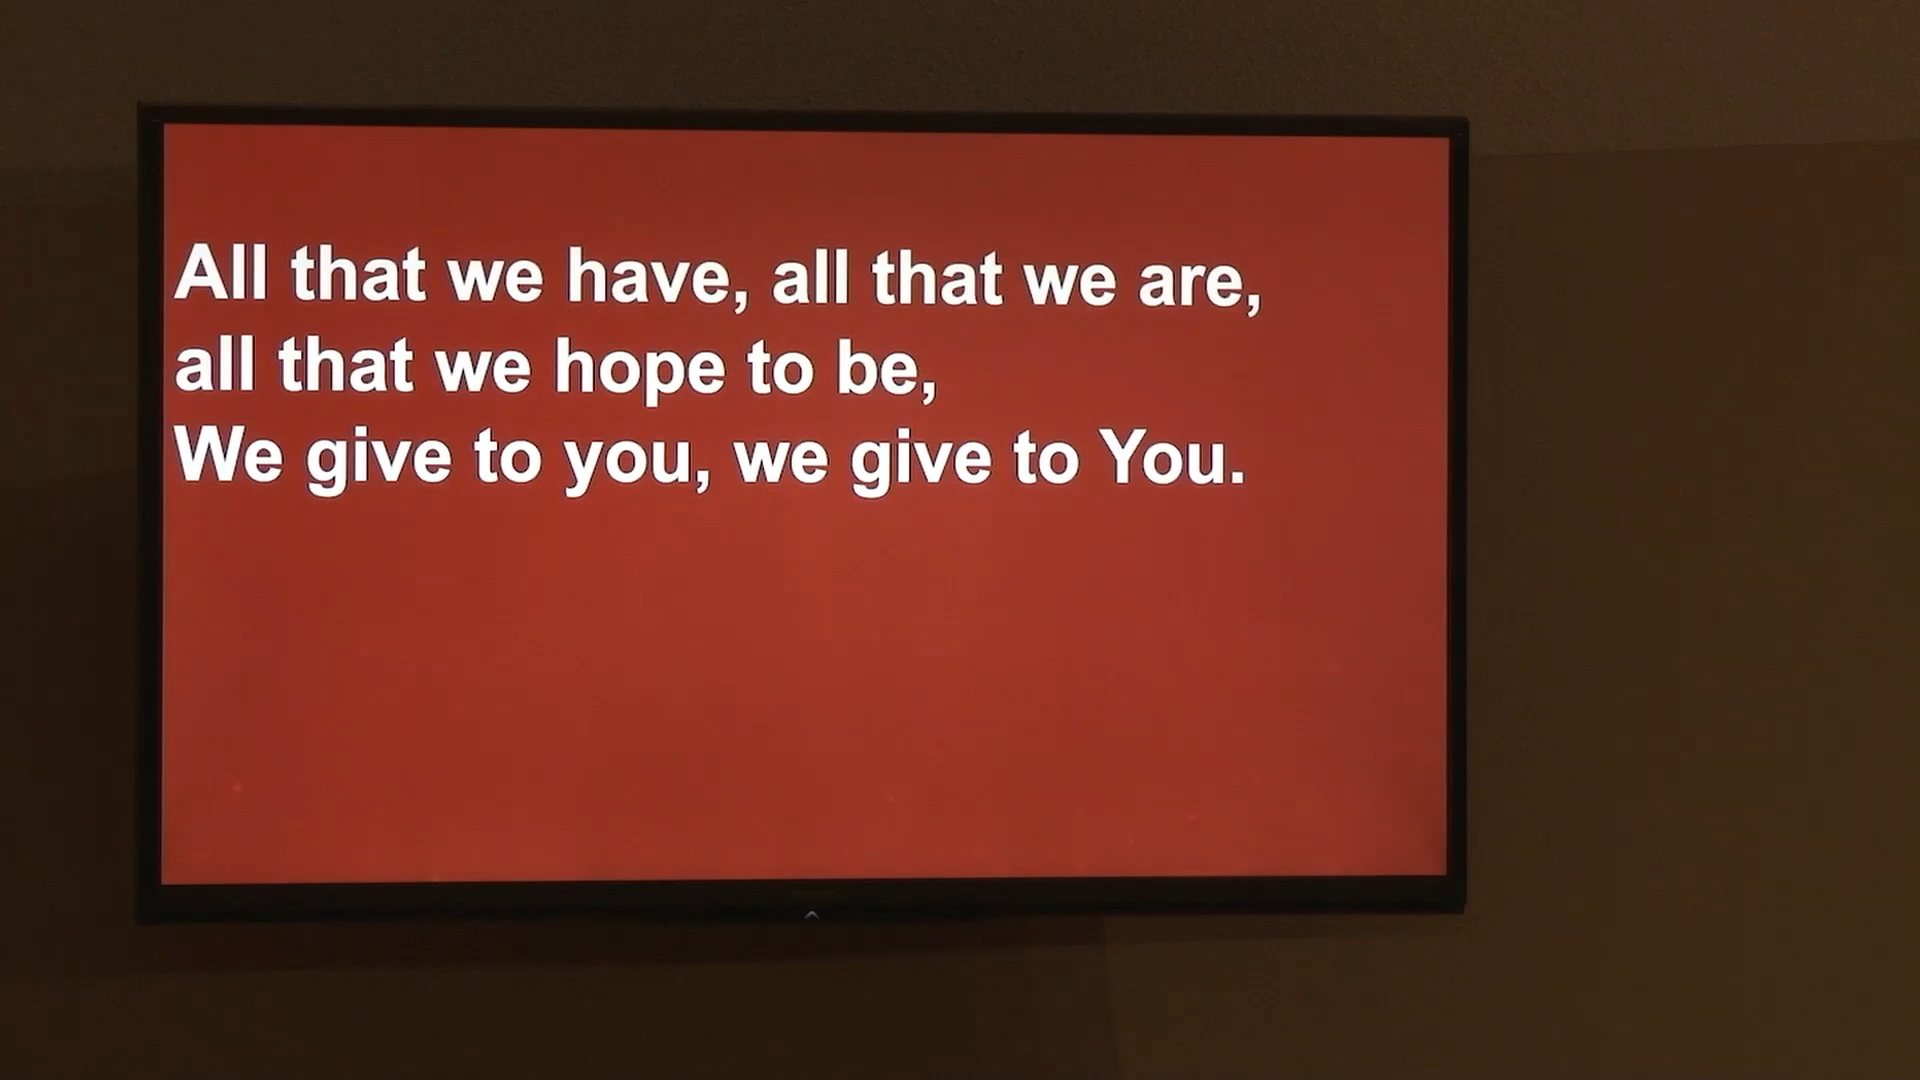 All that we have, all that we are,
all that we hope to be,
We give to you, we give to You.